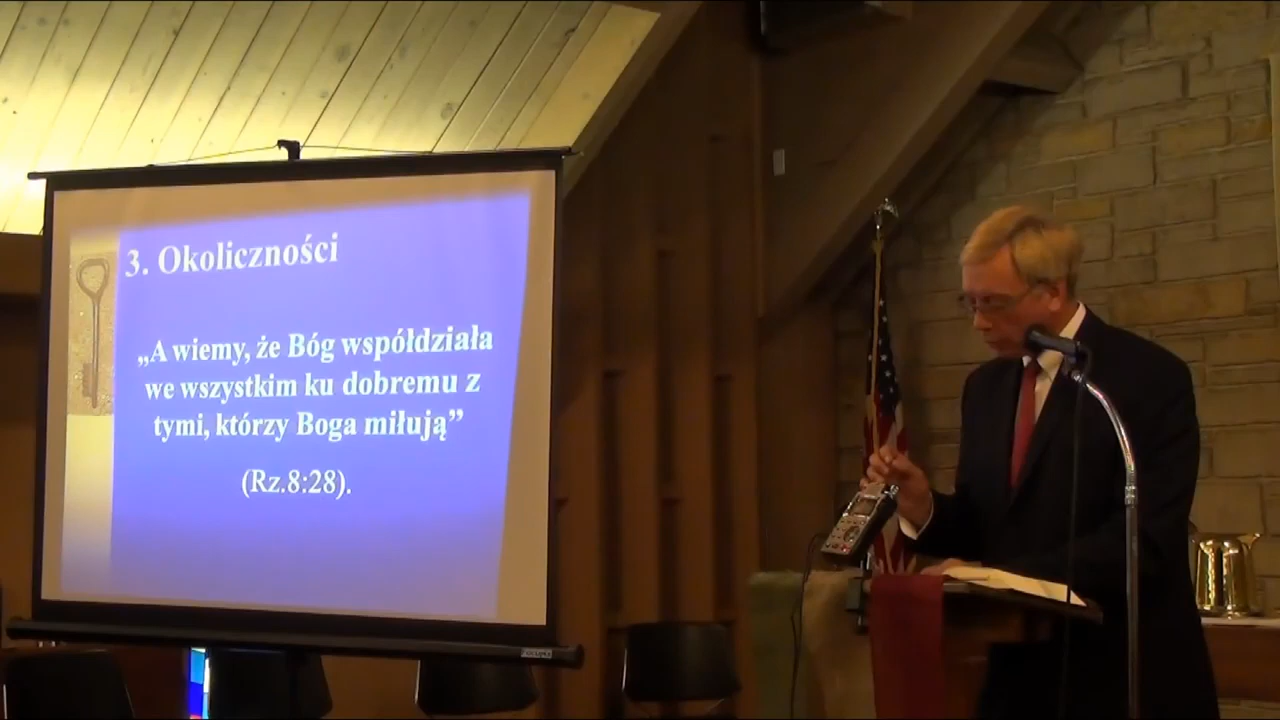 3. Okoliczności
„A wiemy, że Bóg współdziała
we wszystkim ku dobremu z
tymi, którzy Boga miłują”
(Rz.8:28).